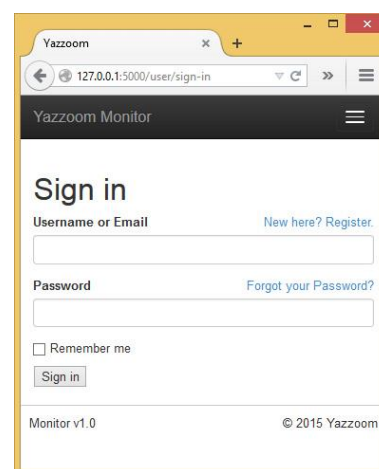 Yazzoom
127.0.0.1:5000/user/sign-in
Yazzoom Monitor
Sign in
Username or Email New here? Register.
Password Forgot your Password?
Remember me
Sign in
Monitor v1.0 © 2015 Yazzoom